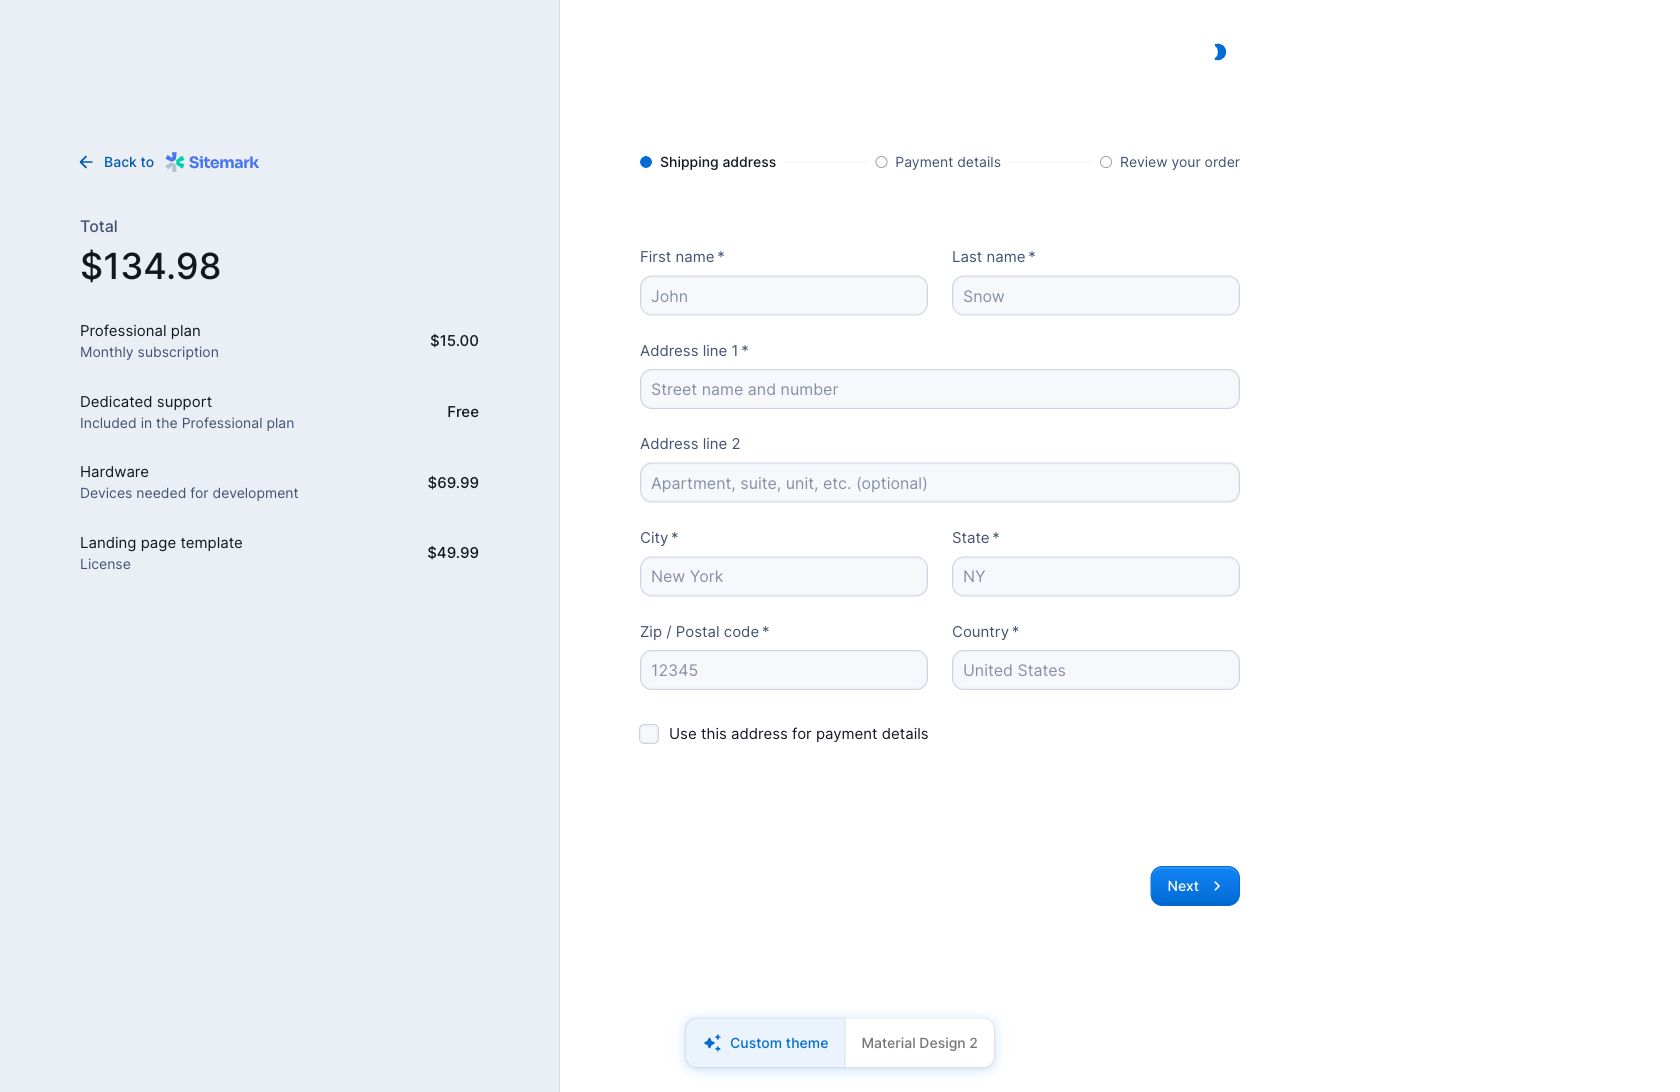 Back to Sitemark
Total
$134.98
Professional plan
Monthly subscription
$15.00
Dedicated support
Included in the Professional plan
Free
Hardware
Devices needed for development
$69.99
Landing page template
License
$49.99
Shipping address
Payment details
Review your order
First name *
John
Last name *
Snow
Address line 1 *
Street name and number
Address line 2
Apartment, suite, unit, etc. (optional)
City *
New York
State *
NY
Zip / Postal code *
12345
Country *
United States
Use this address for payment details
Next
Custom theme
Material Design 2